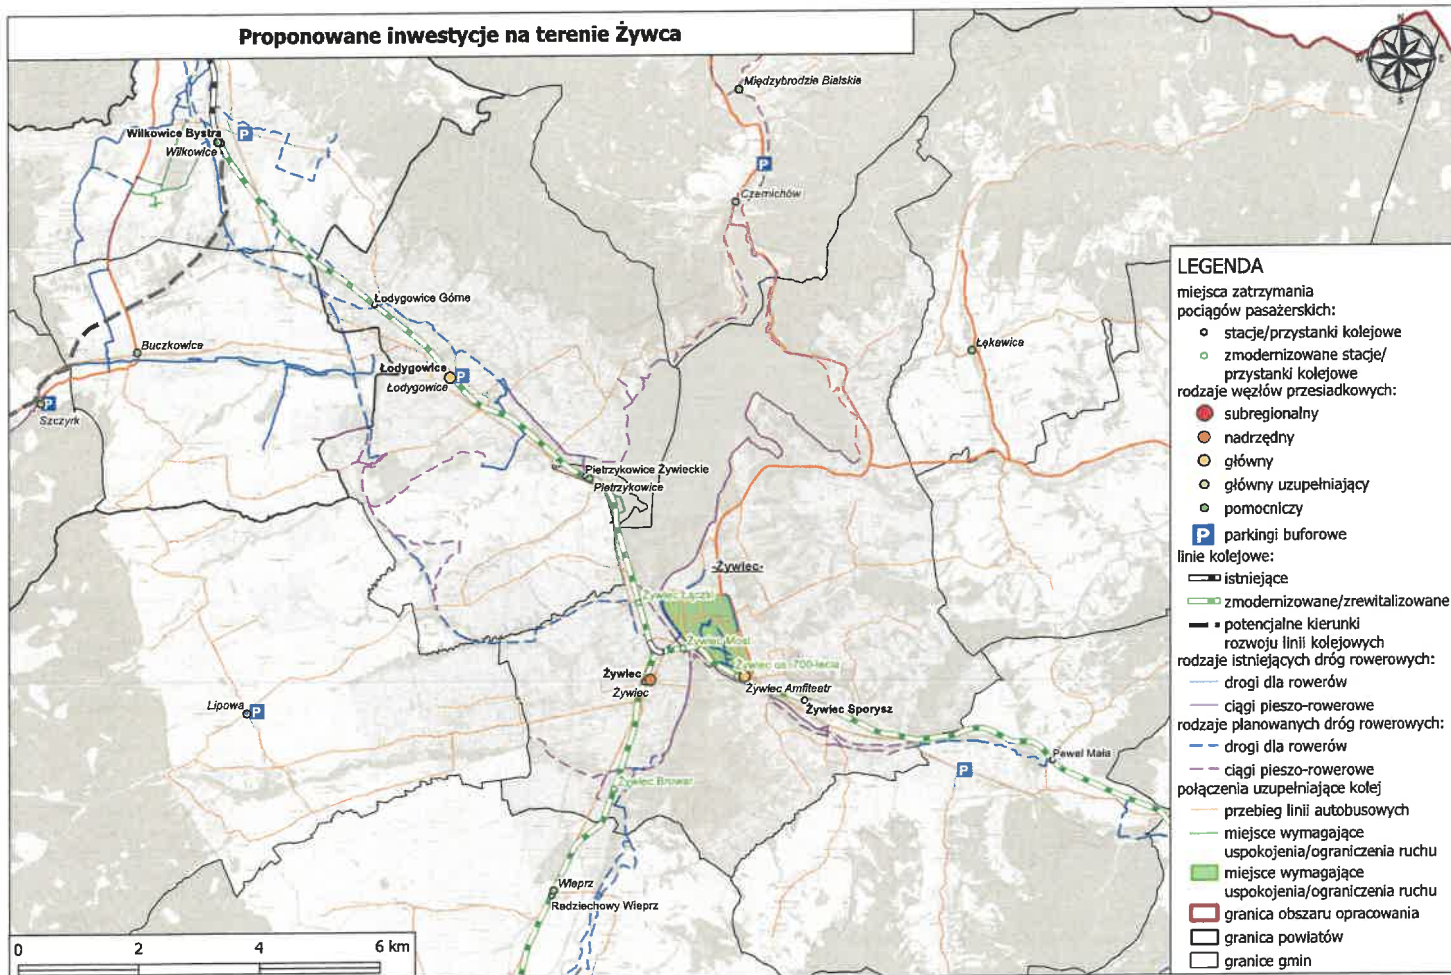 Proponowane inwestycje na terenie Żywca
N
E
S
Międzybrodzie Bialskie
Wilkowice Bystra
Wilkowice
P
P
Czernichów
Łodygowice Górne
Buczkowice
Łodygowice
P
Łodygowice
Łękawica
P
Szczyrk
Pietrzykowice Żywieckie
Pietrzykowice
-Żywiec-
Żywiec Łączki
Żywiec Most
Żywiec os. 700-lecia
Żywiec
Żywiec
Żywiec Amfiteatr
Żywiec Sporysz
Lipowa
P
Pewel Mała
P
Żywiec Browar
Wieprz
Radziechowy Wieprz
0 2 4 6 km
LEGENDA
miejsca zatrzymania
pociągów pasażerskich:
stacje/przystanki kolejowe
zmodernizowane stacje/
przystanki kolejowe
rodzaje węzłów przesiadkowych:
subregionalny
nadrzędny
główny
główny uzupełniający
pomocniczy
P parkingi buforowe
linie kolejowe:
istniejące
zmodernizowane/zrewitalizowane
potencjalne kierunki
rozwoju linii kolejowych
rodzaje istniejących dróg rowerowych:
drogi dla rowerów
ciągi pieszo-rowerowe
rodzaje planowanych dróg rowerowych:
drogi dla rowerów
ciągi pieszo-rowerowe
połączenia uzupełniające kolej
przebieg linii autobusowych
miejsce wymagające
uspokojenia/ograniczenia ruchu
miejsce wymagające
uspokojenia/ograniczenia ruchu
granica obszaru opracowania
granica powiatów
granice gmin